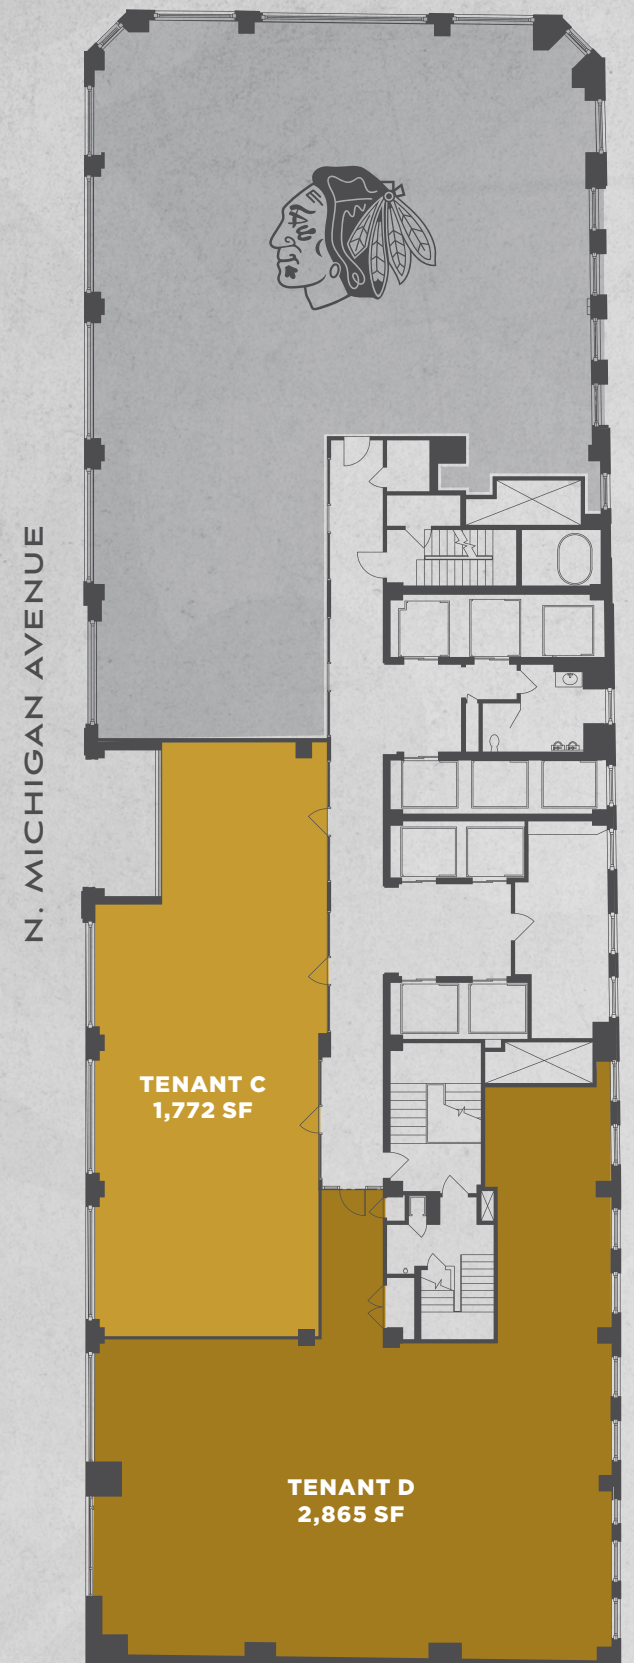 N. MICHIGAN AVENUE
TENANT C
1,772 SF
TENANT D
2,865 SF